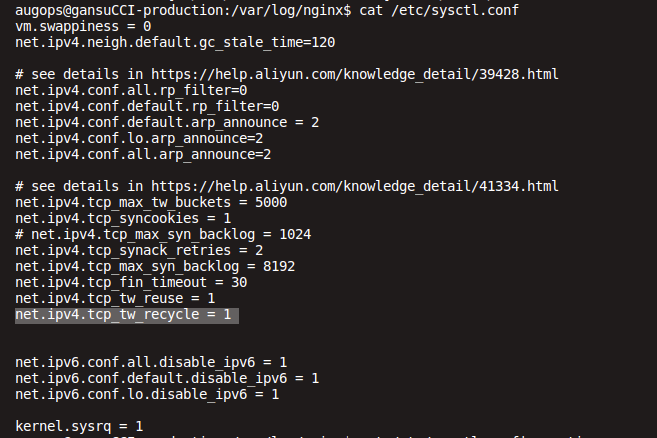 augops@gansuCCI-production:/var/log/nginx$ cat /etc/sysctl.conf
vm.swappiness = 0
net.ipv4.neigh.default.gc_stale_time=120
# see details in https://help.aliyun.com/knowledge_detail/39428.html
net.ipv4.conf.all.rp_filter=0
net.ipv4.conf.default.rp_filter=0
net.ipv4.conf.default.arp_announce = 2
net.ipv4.conf.lo.arp_announce=2
net.ipv4.conf.all.arp_announce=2
# see details in https://help.aliyun.com/knowledge_detail/41334.html
net.ipv4.tcp_max_tw_buckets = 5000
net.ipv4.tcp_syncookies = 1
# net.ipv4.tcp_max_syn_backlog = 1024
net.ipv4.tcp_synack_retries = 2
net.ipv4.tcp_max_syn_backlog = 8192
net.ipv4.tcp_fin_timeout = 30
net.ipv4.tcp_tw_reuse = 1
net.ipv4.tcp_tw_recycle = 1
net.ipv6.conf.all.disable_ipv6 = 1
net.ipv6.conf.default.disable_ipv6 = 1
net.ipv6.conf.lo.disable_ipv6 = 1
kernel.sysrq = 1